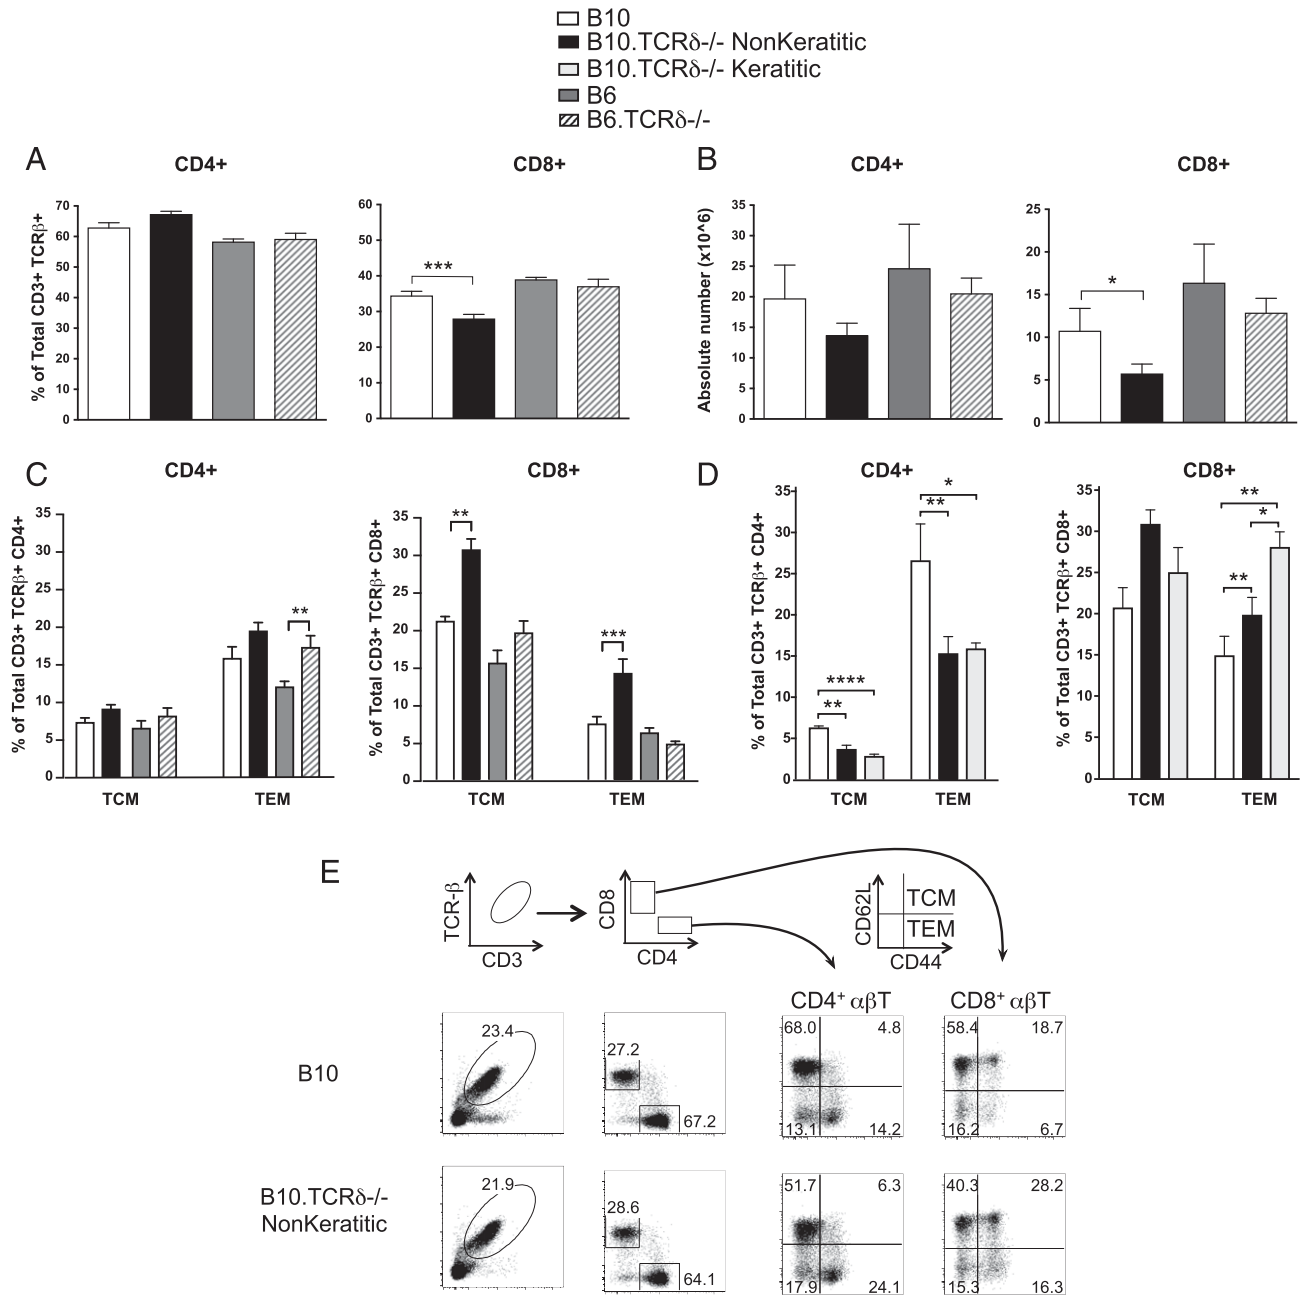 B10
B10.TCRδ-/- NonKeratitic
B10.TCRδ-/- Keratitic
B6
B6.TCRδ-/-
A
CD4+
CD8+
% of Total CD3+ TCRβ+
70
60
50
40
30
20
10
0
60
50
40
30
20
10
0
***
B
CD4+
CD8+
Absolute number (x10^6)
35
30
25
20
15
10
5
0
25
20
15
10
5
0
*
C
CD4+
CD8+
% of Total CD3+ TCRβ+ CD4+
35
30
25
20
15
10
5
0
**
TCM
TEM
% of Total CD3+ TCRβ+ CD8+
35
30
25
20
15
10
5
0
**
***
TCM
TEM
D
CD4+
CD8+
% of Total CD3+ TCRβ+ CD4+
35
30
25
20
15
10
5
0
****
**
*
**
TCM
TEM
% of Total CD3+ TCRβ+ CD8+
35
30
25
20
15
10
5
0
**
*
**
TCM
TEM
E
TCR-β
CD3
CD8
CD4
CD62L
TCM
TEM
CD44
CD4+ αβT
CD8+ αβT
B10
23.4
27.2
67.2
68.0 4.8
13.1 14.2
58.4 18.7
16.2 6.7
B10.TCRδ-/-
NonKeratitic
21.9
28.6
64.1
51.7 6.3
17.9 24.1
40.3 28.2
15.3 16.3